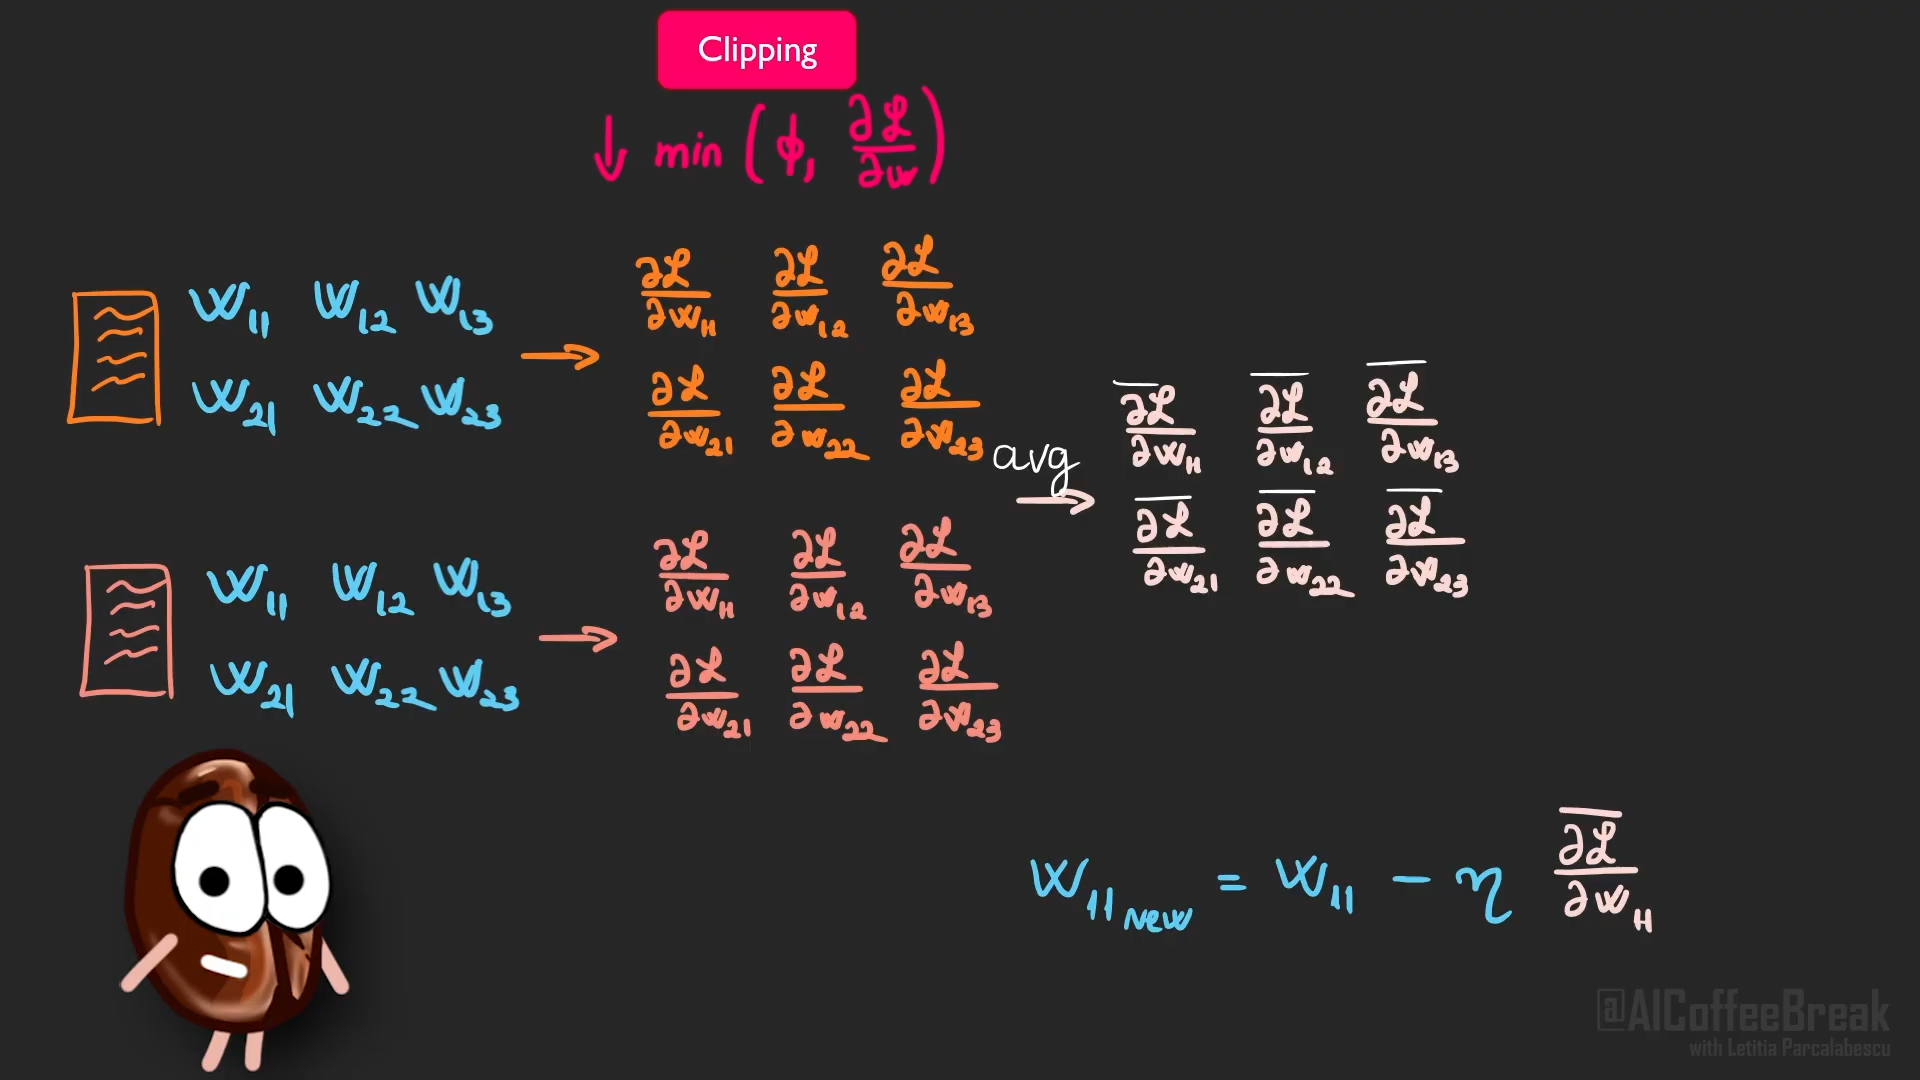 Clipping
↓ min (ϕ, ∂ℒ/∂w)
w₁₁ w₁₂ w₁₃ → ∂ℒ/∂w₁₁ ∂ℒ/∂w₁₂ ∂ℒ/∂w₁₃
w₂₁ w₂₂ w₂₃ ∂ℒ/∂w₂₁ ∂ℒ/∂w₂₂ ∂ℒ/∂w₂₃
avg →
∂ℒ̅/∂w₁₁ ∂ℒ̅/∂w₁₂ ∂ℒ̅/∂w₁₃
∂ℒ̅/∂w₂₁ ∂ℒ̅/∂w₂₂ ∂ℒ̅/∂w₂₃
w₁₁ w₁₂ w₁₃ → ∂ℒ/∂w₁₁ ∂ℒ/∂w₁₂ ∂ℒ/∂w₁₃
w₂₁ w₂₂ w₂₃ ∂ℒ/∂w₂₁ ∂ℒ/∂w₂₂ ∂ℒ/∂w₂₃
w₁₁ new = w₁₁ − η ∂ℒ̅/∂w₁₁
@AICoffeeBreak
with Letitia Parcalabescu